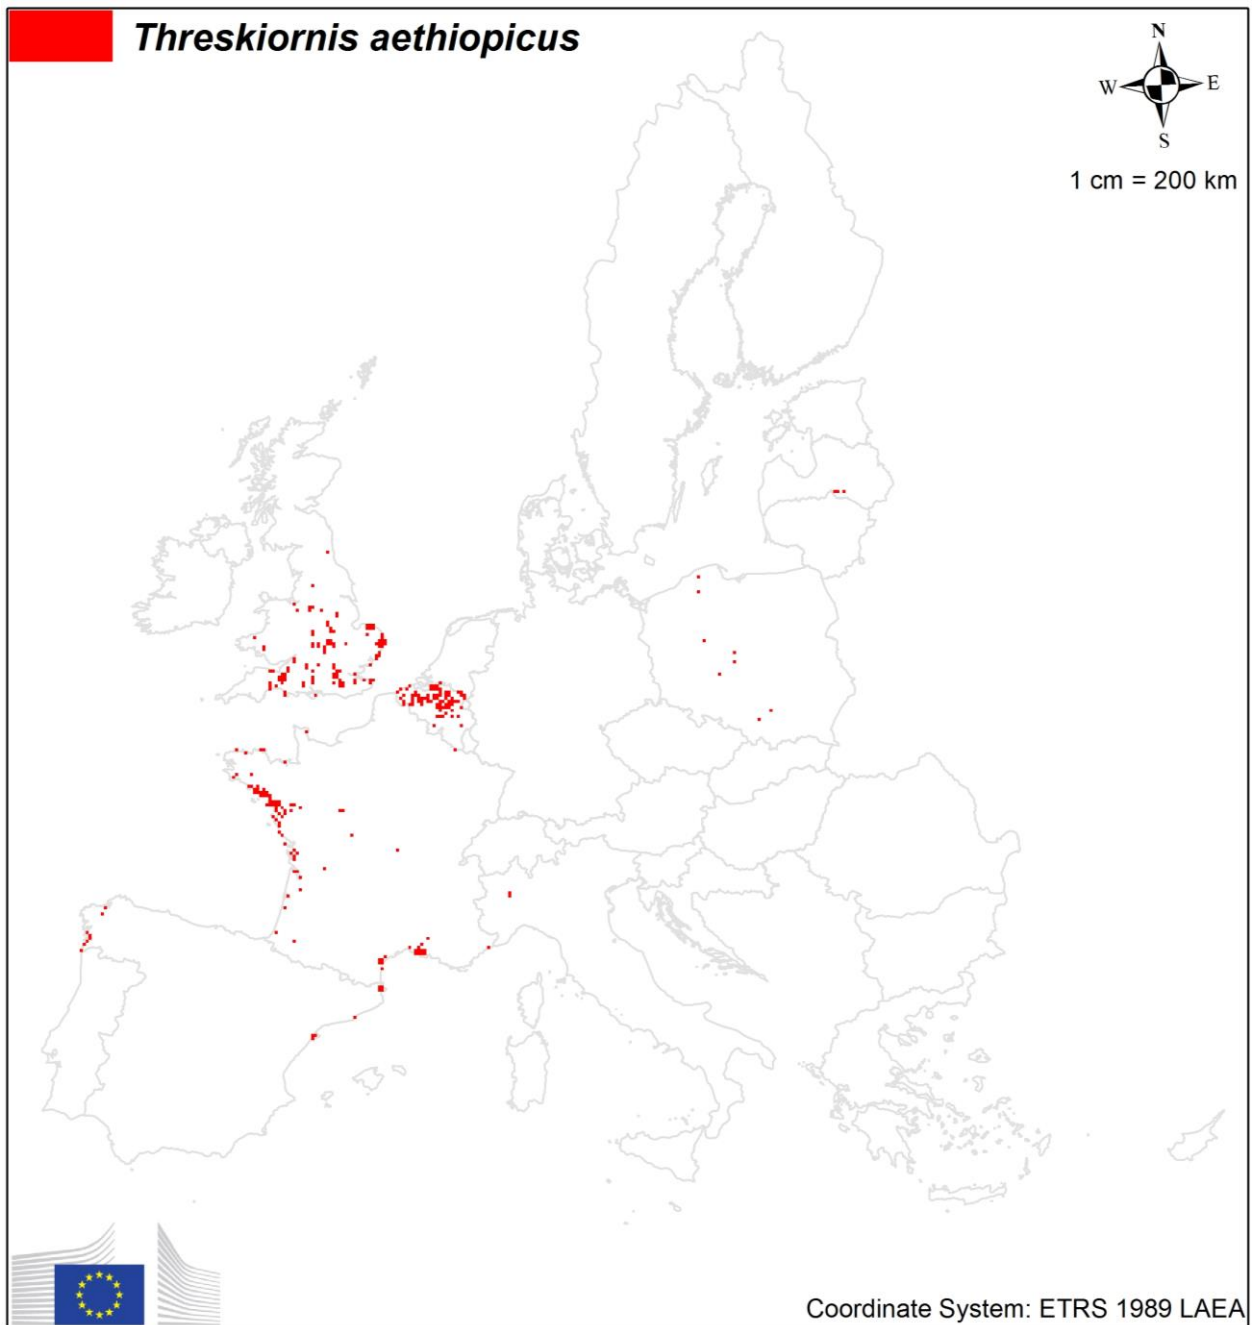 Threskiornis aethiopicus
N
W E
S
1 cm = 200 km
Coordinate System: ETRS 1989 LAEA